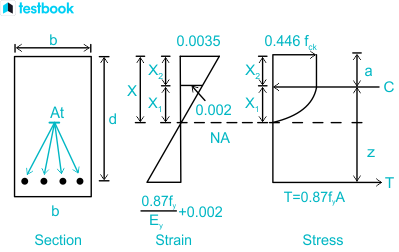 testbook
b
0.0035
0.446 fck
X2
X2
a
X
C
At
d
X1
0.002
X1
NA
z
T
b
0.87fy/Ey+0.002
T=0.87fyA
Section
Strain
Stress